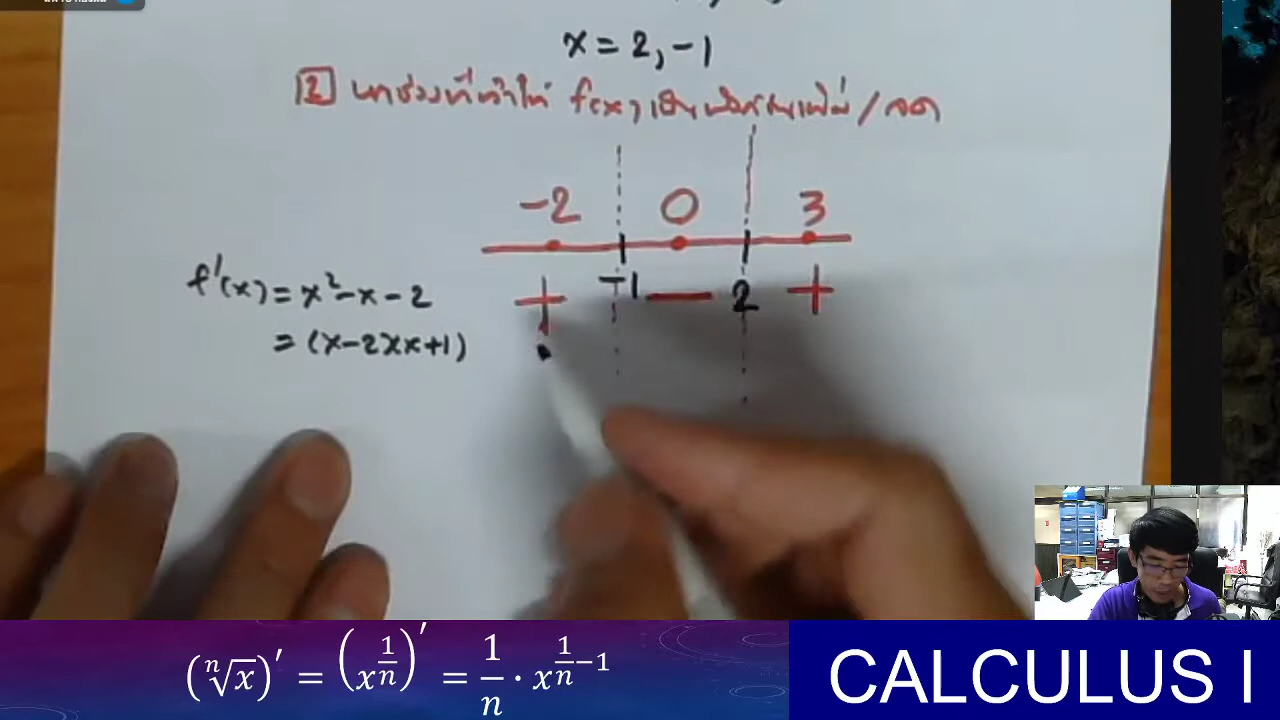 x = 2, -1
[2] หาช่วงที่ทำให้ f(x) เป็นฟังก์ชันเพิ่ม / ลด
-2 0 3
+ -1 — 2 +
f'(x) = x² - x - 2
= (x-2)(x+1)
(ⁿ√x)′ = (x^(1/n))′ = 1/n · x^(1/n − 1)
CALCULUS I